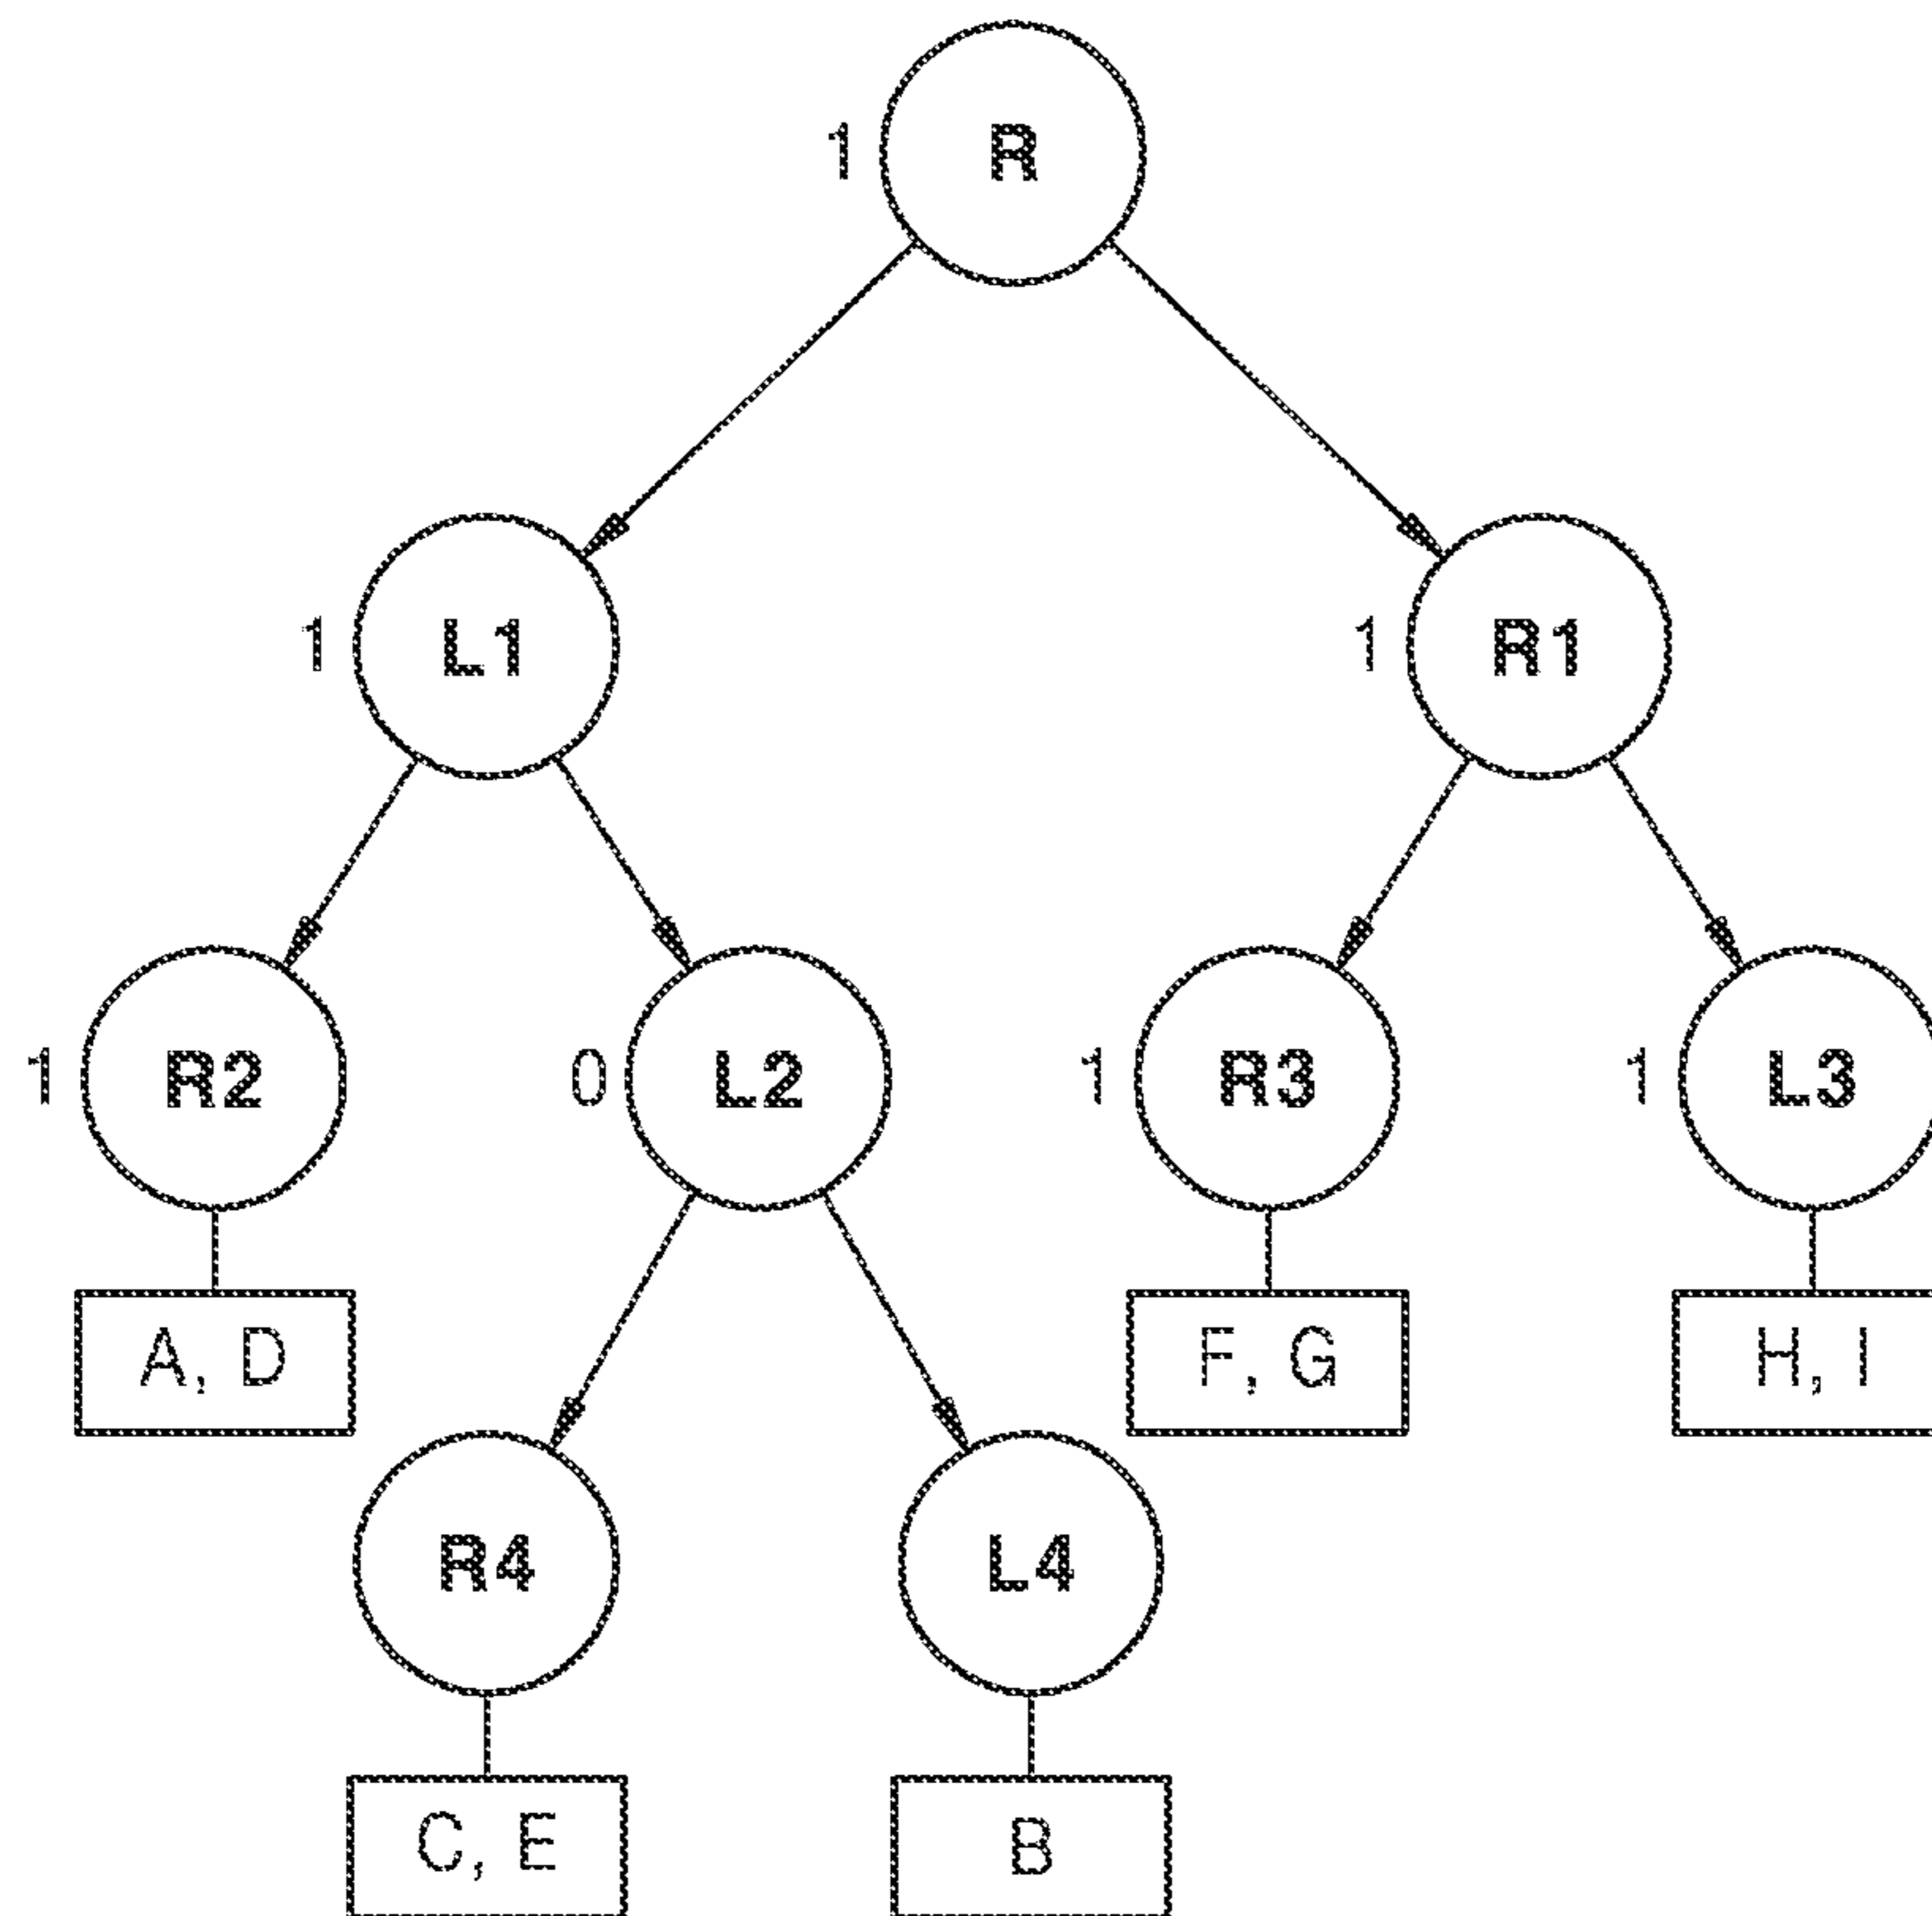 1 R
1 L1 1 R1
1 R2 0 L2 1 R3 1 L3
A, D F, G H, I
R4 L4
C, E B